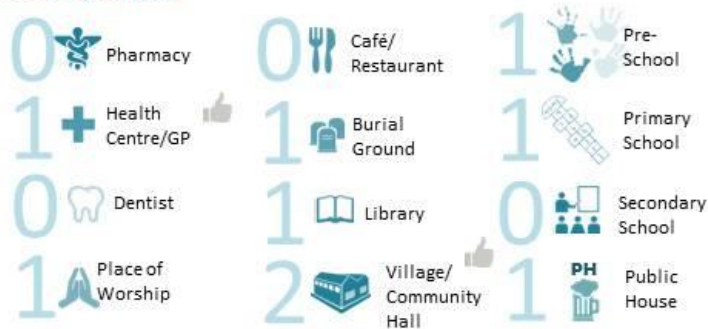 0 Pharmacy
0 Café/
Restaurant
1 Pre-
School
1 Health
Centre/GP
1 Burial
Ground
1 Primary
School
0 Dentist
1 Library
0 Secondary
School
1 Place of
Worship
2 Village/
Community
Hall
1 PH Public
House